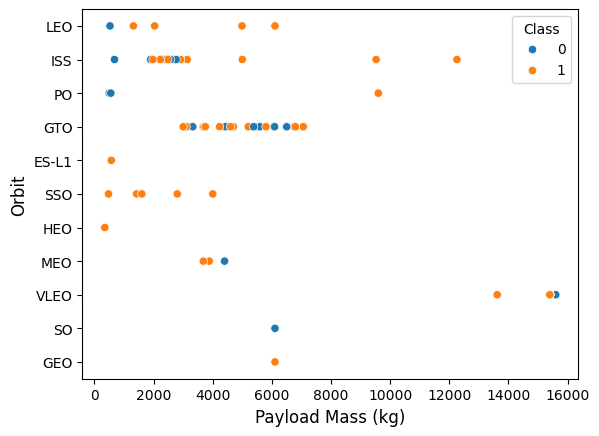 LEO
ISS
PO
GTO
ES-L1
SSO
HEO
MEO
VLEO
SO
GEO
Orbit
Class
0
1
0 2000 4000 6000 8000 10000 12000 14000 16000
Payload Mass (kg)